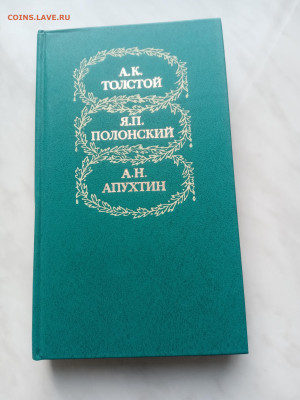 COINS.LAVE.RU
А.К.
ТОЛСТОЙ
Я.П.
ПОЛОНСКИЙ
А.Н.
АПУХТИН